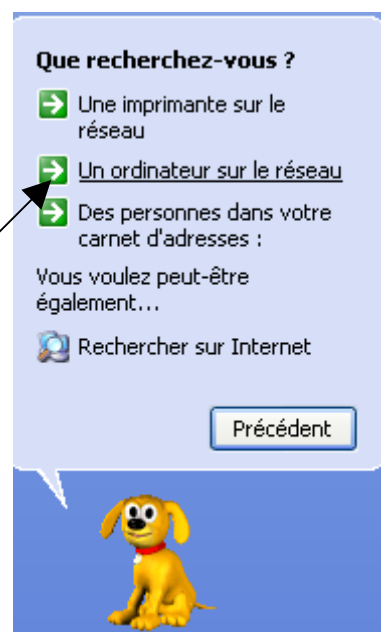 Que recherchez-vous ?
Une imprimante sur le
réseau
Un ordinateur sur le réseau
Des personnes dans votre
carnet d'adresses :
Vous voulez peut-être
également...
Rechercher sur Internet
Précédent